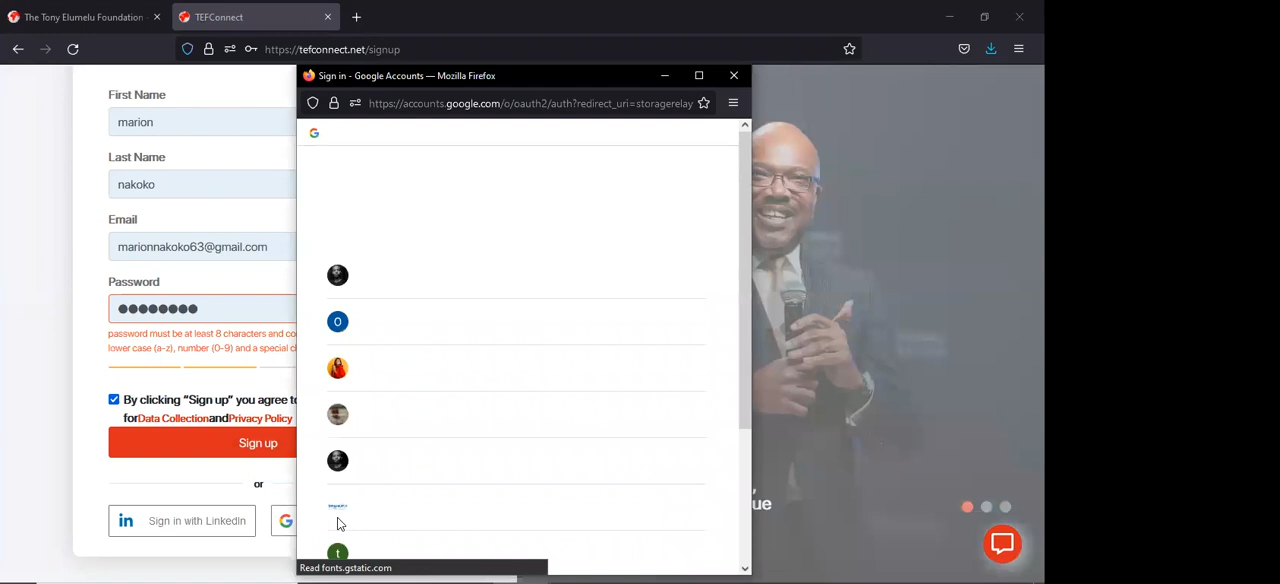 The Tony Elumelu Foundation
TEFConnect
https://tefconnect.net/signup
Sign in - Google Accounts — Mozilla Firefox
https://accounts.google.com/o/oauth2/auth?redirect_uri=storagerelay
First Name
marion
Last Name
nakoko
Email
marionnakoko63@gmail.com
Password
password must be at least 8 characters and co
lower case (a-z), number (0-9) and a special c
By clicking “Sign up” you agree to
for Data Collection and Privacy Policy
Sign up
or
in Sign in with LinkedIn
G
O
t
Read fonts.gstatic.com